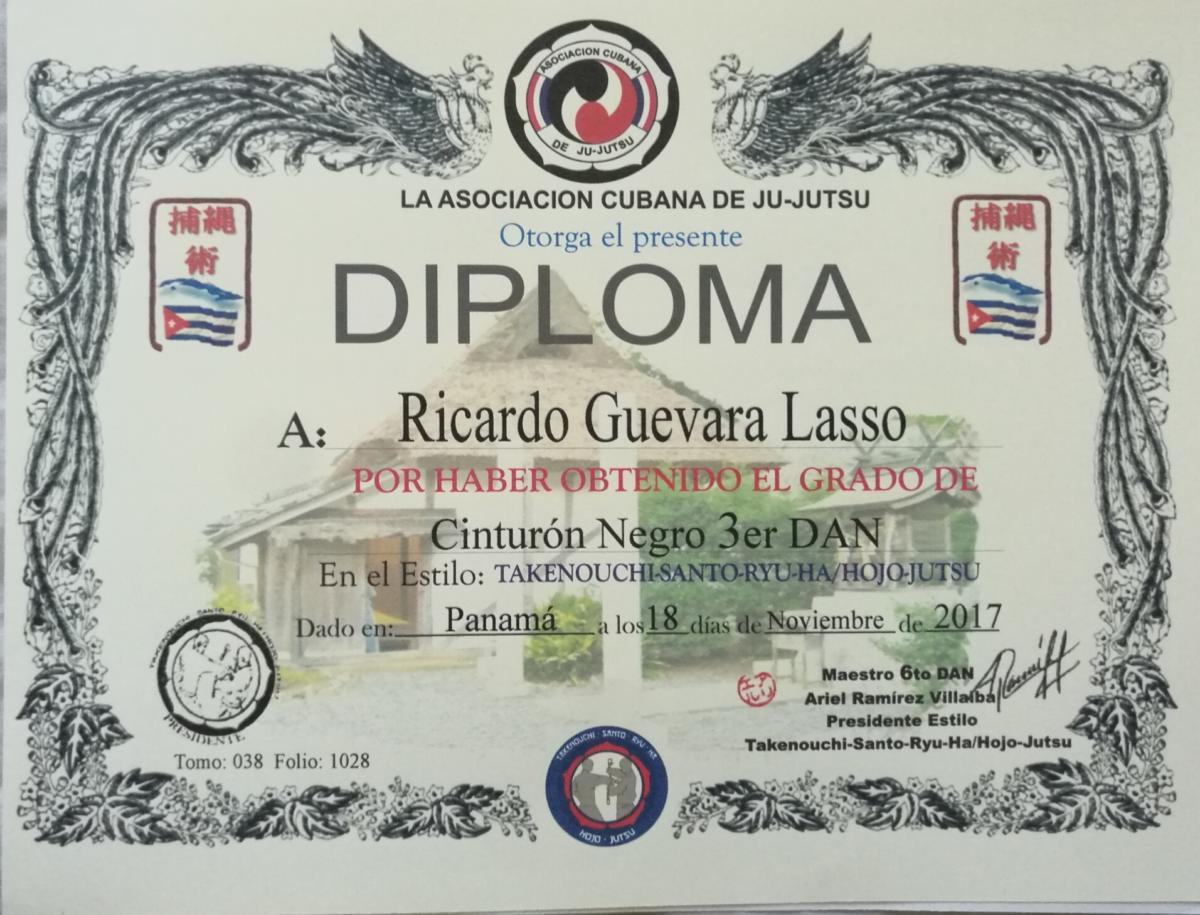 ASOCIACION CUBANA
DE JU-JUTSU
LA ASOCIACION CUBANA DE JU-JUTSU
Otorga el presente
DIPLOMA
捕縄
術
捕縄
術
A: Ricardo Guevara Lasso
POR HABER OBTENIDO EL GRADO DE
Cinturón Negro 3er DAN
En el Estilo: TAKENOUCHI-SANTO-RYU-HA/HOJO-JUTSU
Dado en: Panamá a los 18 días de Noviembre de 2017
PRESIDENTE
Tomo: 038 Folio: 1028
Maestro 6to DAN
Ariel Ramírez Villalba
Presidente Estilo
Takenouchi-Santo-Ryu-Ha/Hojo-Jutsu
TAKENOUCHI · SANTO · RYU · HA
HOJO · JUTSU